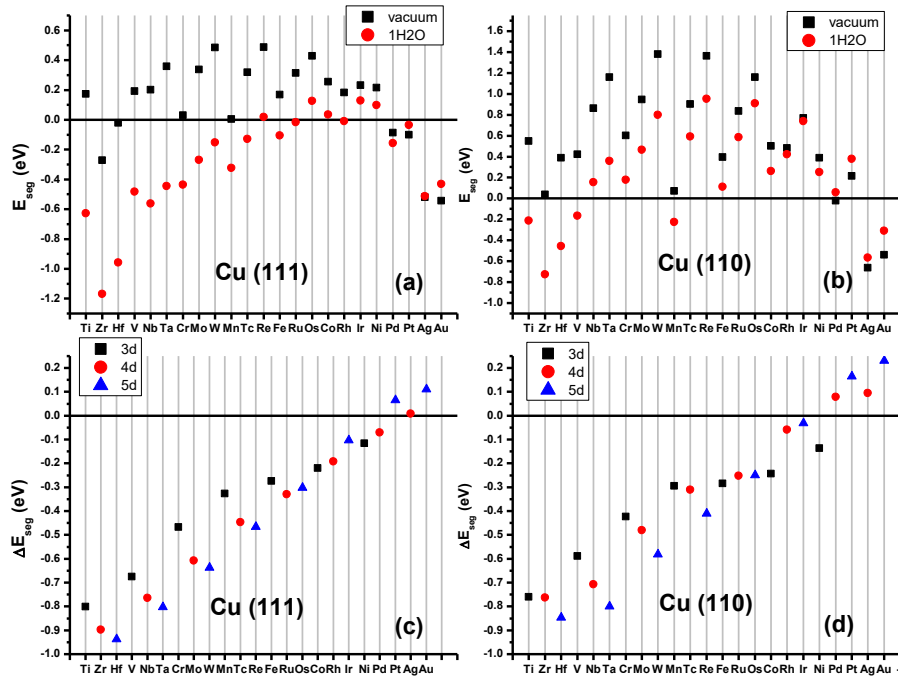 vacuum
1H2O
0.6
0.4
0.2
0.0
-0.2
-0.4
-0.6
-0.8
-1.0
-1.2
E_seg (eV)
Cu (111)
(a)
Ti Zr Hf V Nb Ta Cr Mo W Mn Tc Re Fe Ru Os Co Rh Ir Ni Pd Pt Ag Au
vacuum
1H2O
1.6
1.4
1.2
1.0
0.8
0.6
0.4
0.2
0.0
-0.2
-0.4
-0.6
-0.8
-1.0
E_seg (eV)
Cu (110)
(b)
Ti Zr Hf V Nb Ta Cr Mo W Mn Tc Re Fe Ru Os Co Rh Ir Ni Pd Pt Ag Au
3d
4d
5d
0.2
0.1
0.0
-0.1
-0.2
-0.3
-0.4
-0.5
-0.6
-0.7
-0.8
-0.9
-1.0
ΔE_seg (eV)
Cu (111)
(c)
Ti Zr Hf V Nb Ta Cr Mo W Mn Tc Re Fe Ru Os Co Rh Ir Ni Pd Pt Ag Au
3d
4d
5d
0.2
0.1
0.0
-0.1
-0.2
-0.3
-0.4
-0.5
-0.6
-0.7
-0.8
-0.9
-1.0
ΔE_seg (eV)
Cu (110)
(d)
Ti Zr Hf V Nb Ta Cr Mo W Mn Tc Re Fe Ru Os Co Rh Ir Ni Pd Pt Ag Au